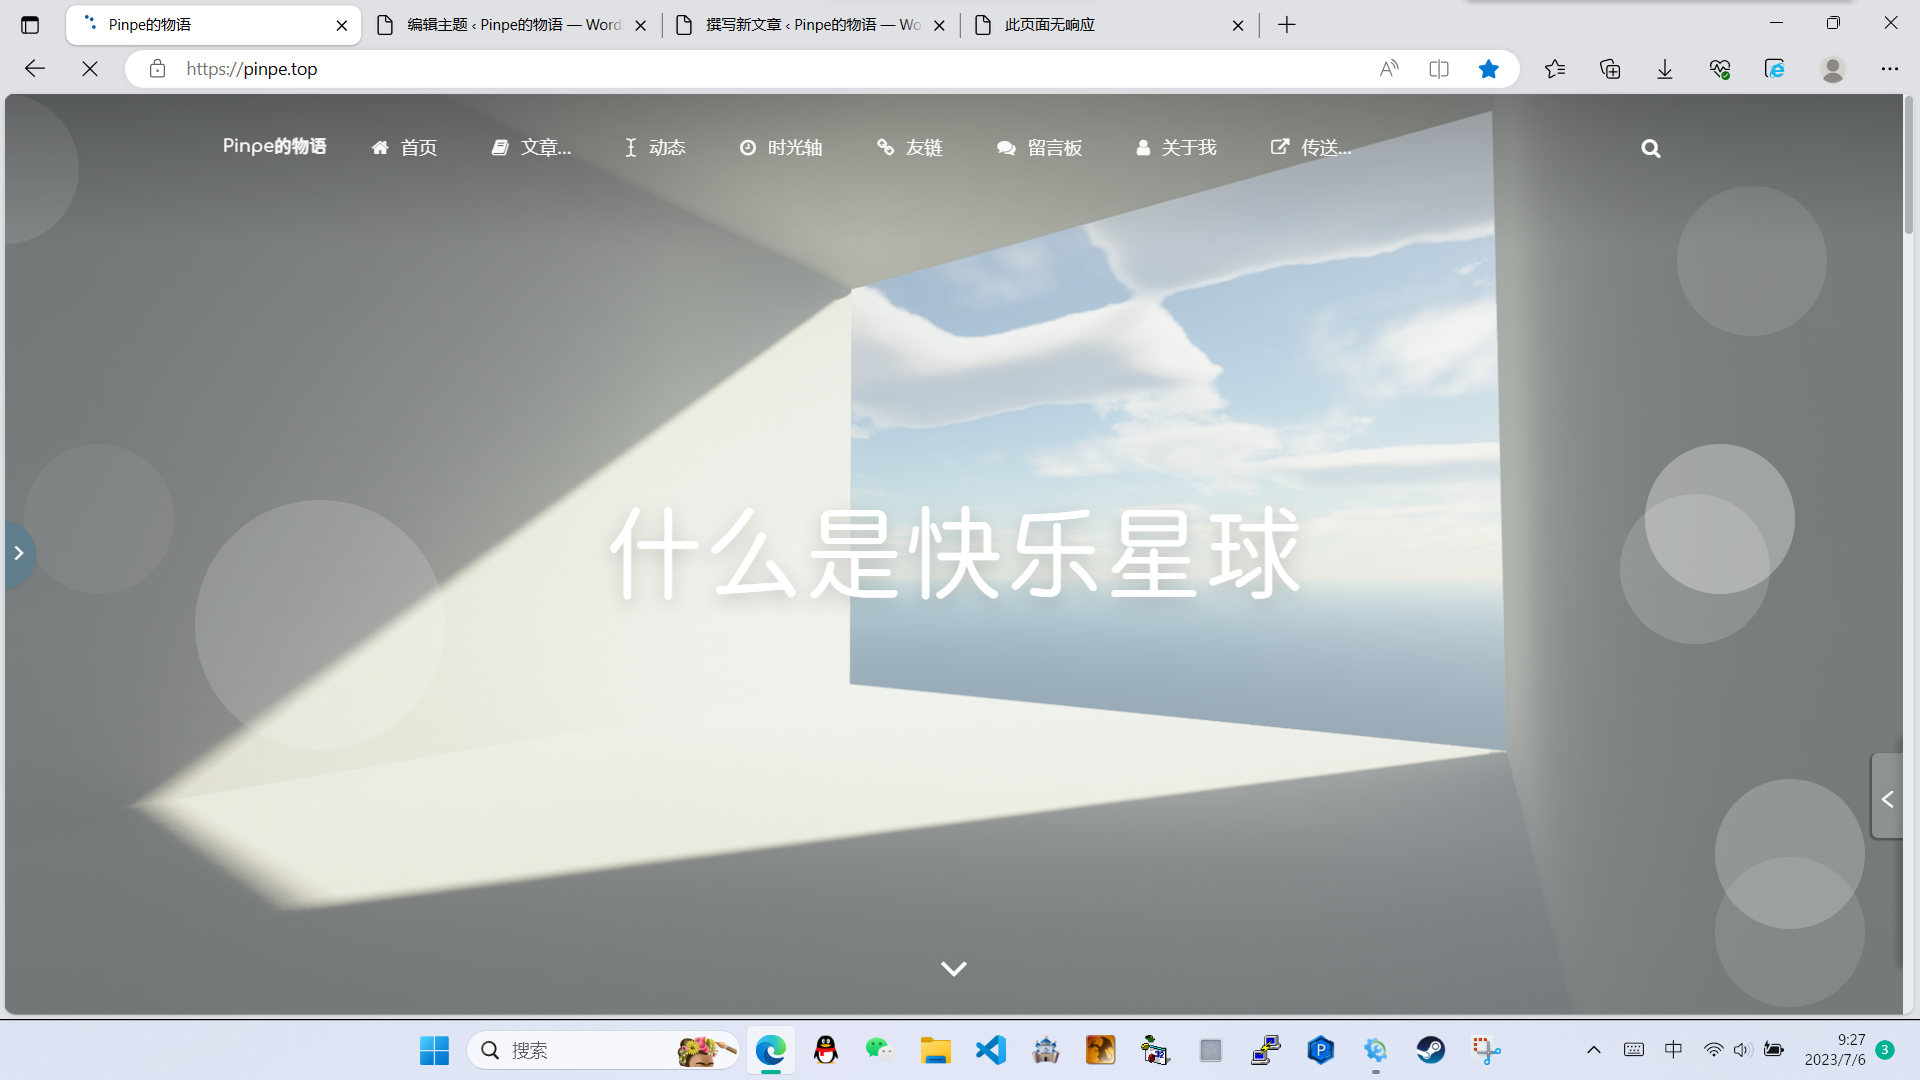 Pinpe的物语
编辑主题 ‹ Pinpe的物语 — Word
撰写新文章 ‹ Pinpe的物语 — Wo
此页面无响应
https://pinpe.top
Pinpe的物语
首页
文章...
动态
时光轴
友链
留言板
关于我
传送...
什么是快乐星球
搜索
中
9:27
2023/7/6
3